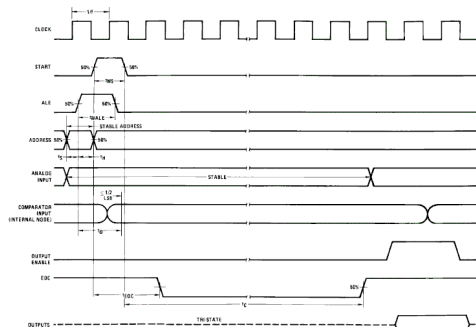 1/f
CLOCK
START
50%
50%
tWS
ALE
50%
50%
tWALE
STABLE ADDRESS
ADDRESS
50%
50%
tS
tH
ANALOG
INPUT
STABLE
COMPARATOR
INPUT
(INTERNAL NODE)
1/2
LSB
tD
OUTPUT
ENABLE
EOC
50%
tEOC
tC
TRI STATE
OUTPUTS